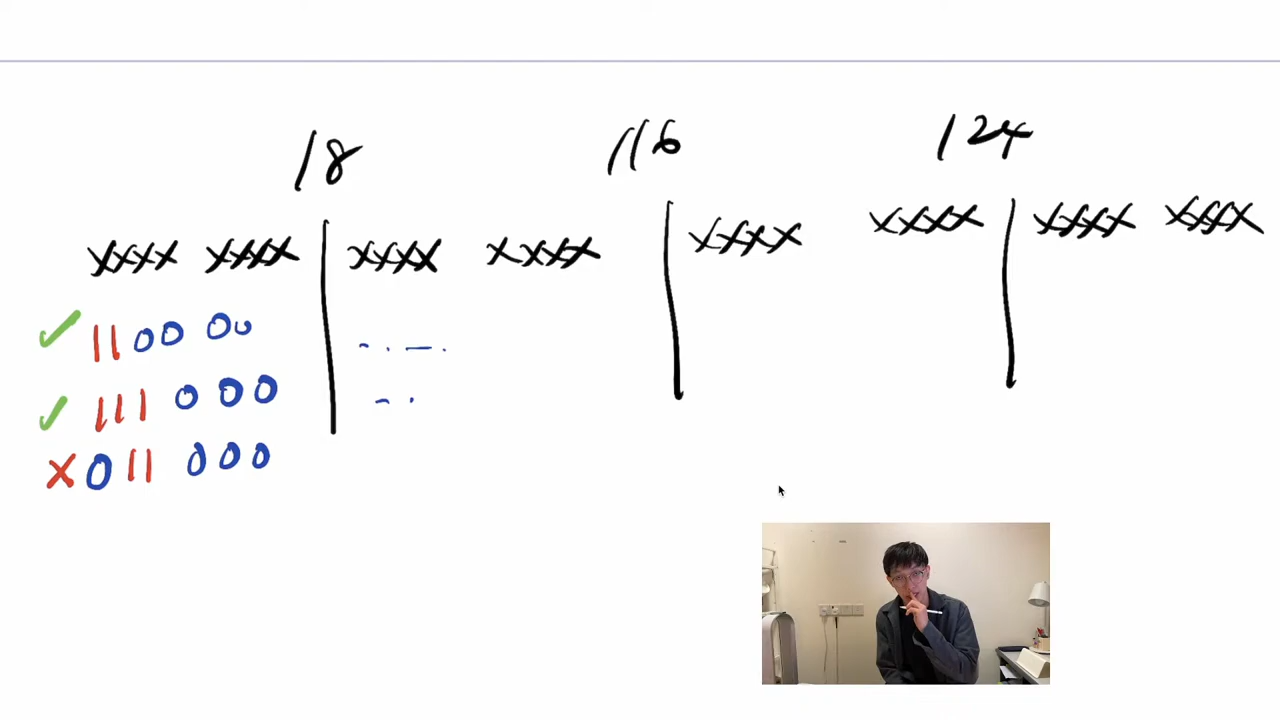 /8 /16 /24
XXXX XXXX XXXX XXXX XXXX XXXX XXXX XXXX
✓ 1100 00 -.—.
✓ 111 000 -.
X 011 000